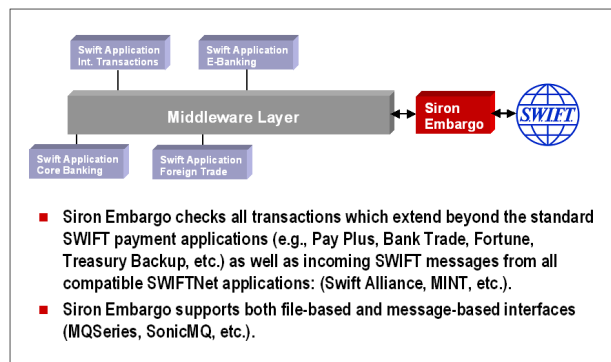 Swift Application
Int. Transactions
Swift Application
E-Banking
Middleware Layer
Siron
Embargo
S.W.I.F.T.
Swift Application
Core Banking
Swift Application
Foreign Trade
Siron Embargo checks all transactions which extend beyond the standard
SWIFT payment applications (e.g., Pay Plus, Bank Trade, Fortune,
Treasury Backup, etc.) as well as incoming SWIFT messages from all
compatible SWIFTNet applications: (Swift Alliance, MINT, etc.).
Siron Embargo supports both file-based and message-based interfaces
(MQSeries, SonicMQ, etc.).